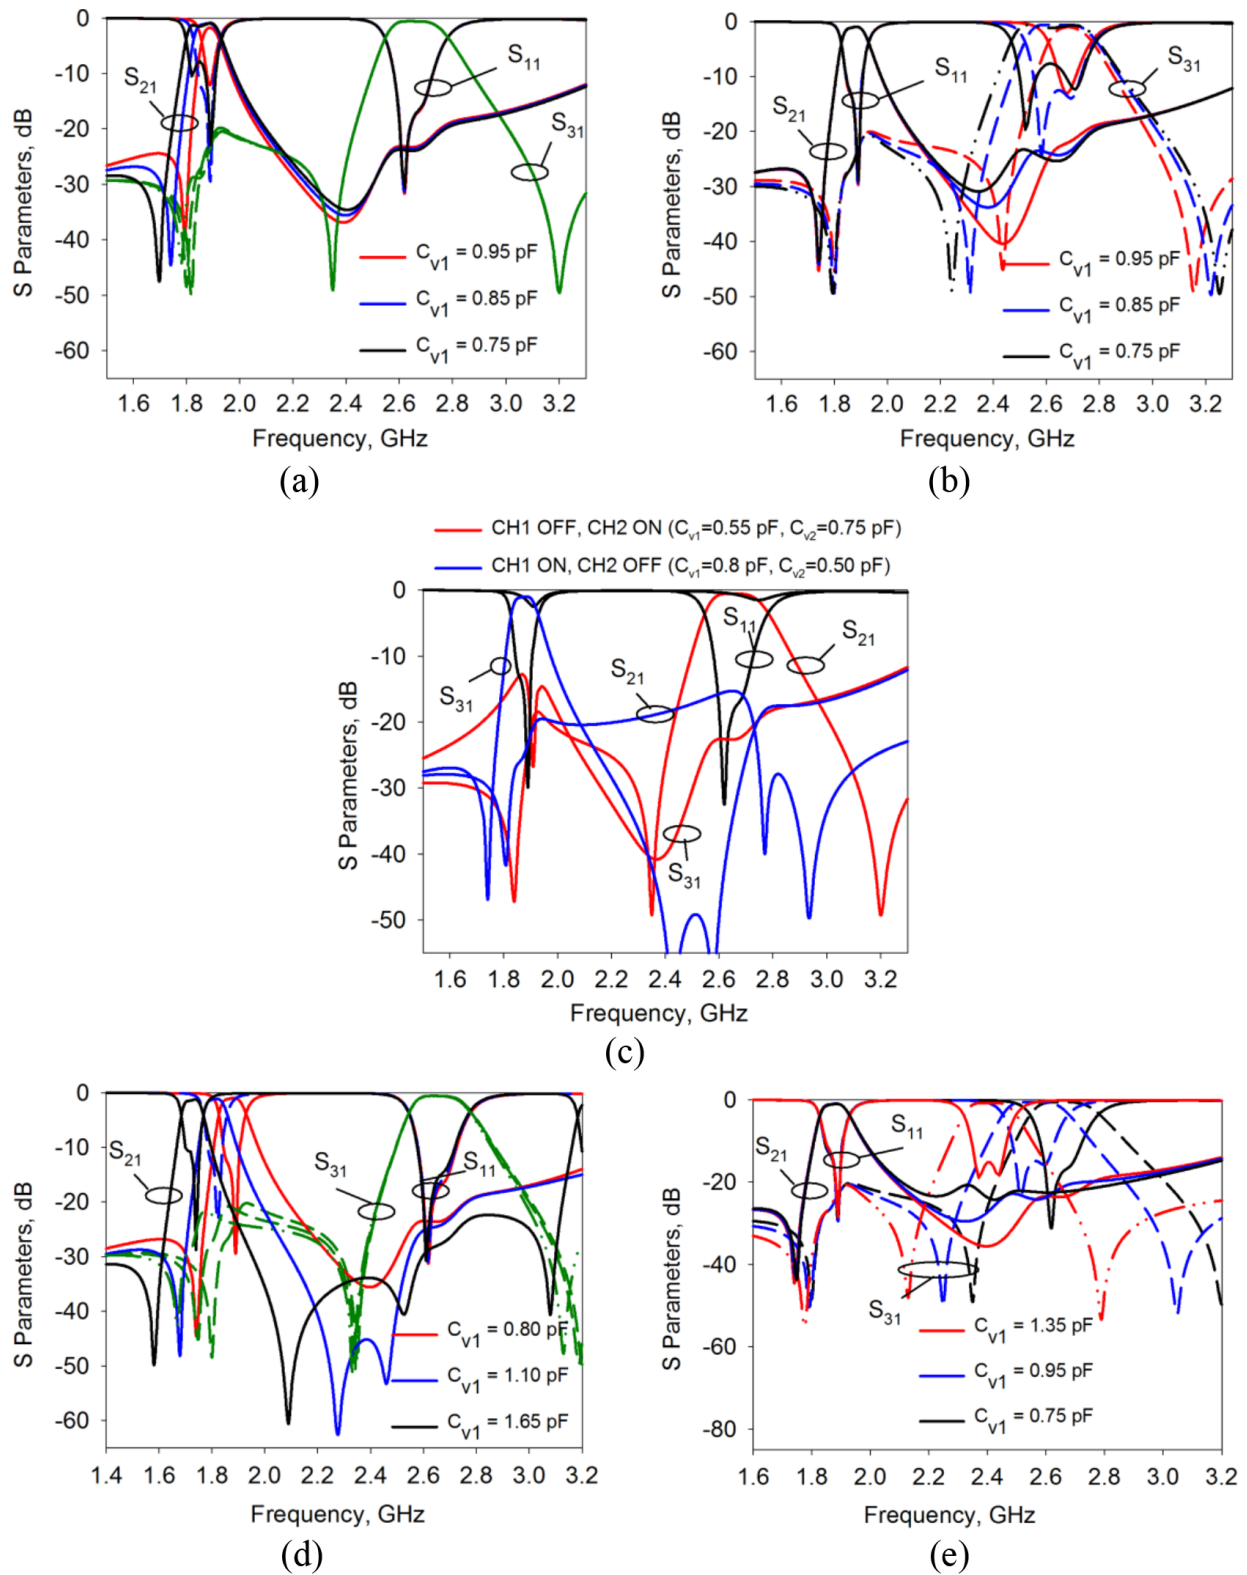 0
-10
-20
-30
-40
-50
-60
S Parameters, dB
S21
S11
S31
Cv1 = 0.95 pF
Cv1 = 0.85 pF
Cv1 = 0.75 pF
1.6 1.8 2.0 2.2 2.4 2.6 2.8 3.0 3.2
Frequency, GHz
(a)
0
-10
-20
-30
-40
-50
-60
S Parameters, dB
S11
S21
S31
Cv1 = 0.95 pF
Cv1 = 0.85 pF
Cv1 = 0.75 pF
1.6 1.8 2.0 2.2 2.4 2.6 2.8 3.0 3.2
Frequency, GHz
(b)
CH1 OFF, CH2 ON (Cv1=0.55 pF, Cv2=0.75 pF)
CH1 ON, CH2 OFF (Cv1=0.8 pF, Cv2=0.50 pF)
0
-10
-20
-30
-40
-50
S Parameters, dB
S11
S21
S21
S31
S31
1.6 1.8 2.0 2.2 2.4 2.6 2.8 3.0 3.2
Frequency, GHz
(c)
0
-10
-20
-30
-40
-50
-60
S Parameters, dB
S21
S31
S11
Cv1 = 0.80 pF
Cv1 = 1.10 pF
Cv1 = 1.65 pF
1.4 1.6 1.8 2.0 2.2 2.4 2.6 2.8 3.0 3.2
Frequency, GHz
(d)
0
-20
-40
-60
-80
S Parameters, dB
S11
S21
S31
Cv1 = 1.35 pF
Cv1 = 0.95 pF
Cv1 = 0.75 pF
1.6 1.8 2.0 2.2 2.4 2.6 2.8 3.0 3.2
Frequency, GHz
(e)